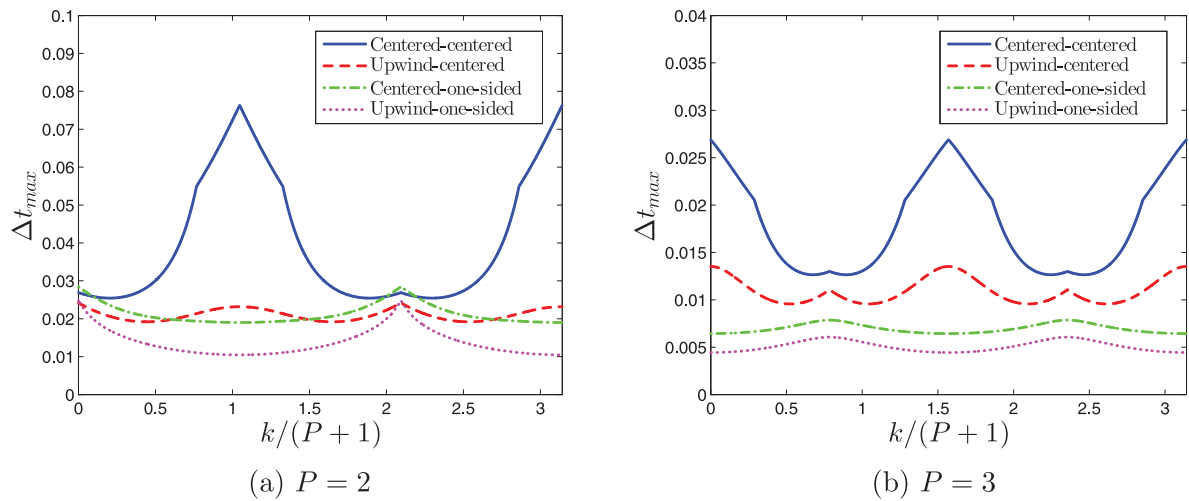 0.1
0.09
0.08
0.07
0.06
0.05
0.04
0.03
0.02
0.01
0
Δt_max
Centered-centered
Upwind-centered
Centered-one-sided
Upwind-one-sided
0 0.5 1 1.5 2 2.5 3
k/(P + 1)
(a) P = 2
0.04
0.035
0.03
0.025
0.02
0.015
0.01
0.005
0
Δt_max
Centered-centered
Upwind-centered
Centered-one-sided
Upwind-one-sided
0 0.5 1 1.5 2 2.5 3
k/(P + 1)
(b) P = 3